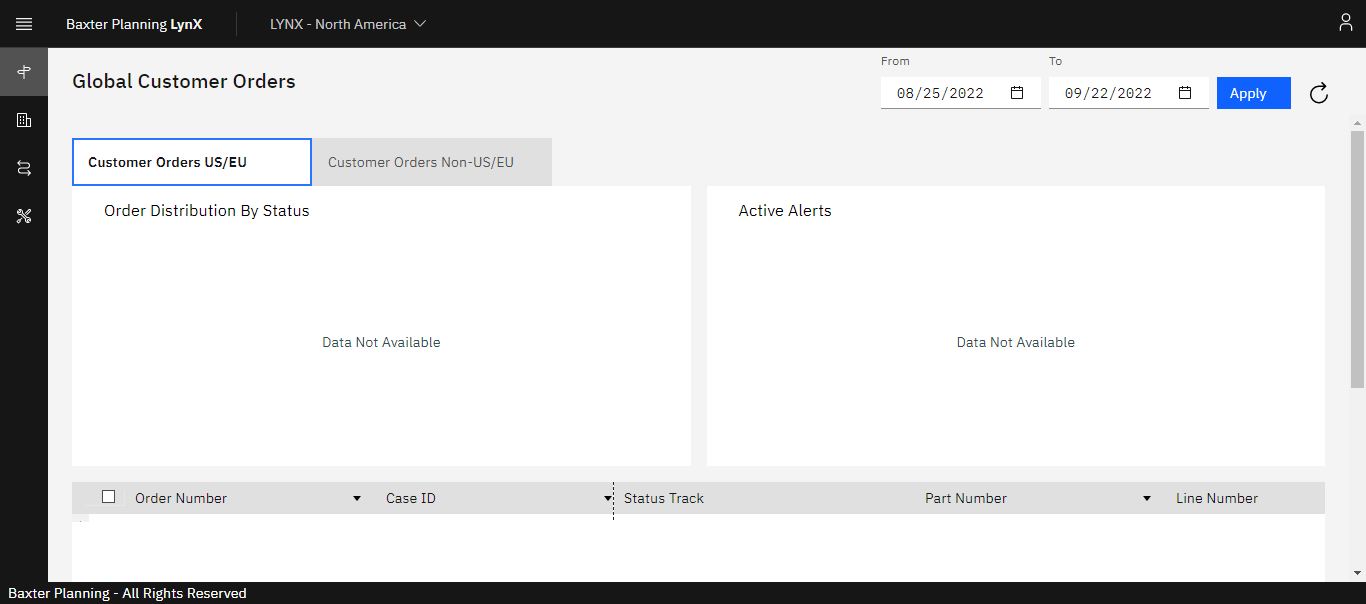 Baxter Planning LynX LYNX - North America
Global Customer Orders
From To
08/25/2022 09/22/2022 Apply
Customer Orders US/EU Customer Orders Non-US/EU
Order Distribution By Status
Data Not Available
Active Alerts
Data Not Available
Order Number Case ID Status Track Part Number Line Number
Baxter Planning - All Rights Reserved